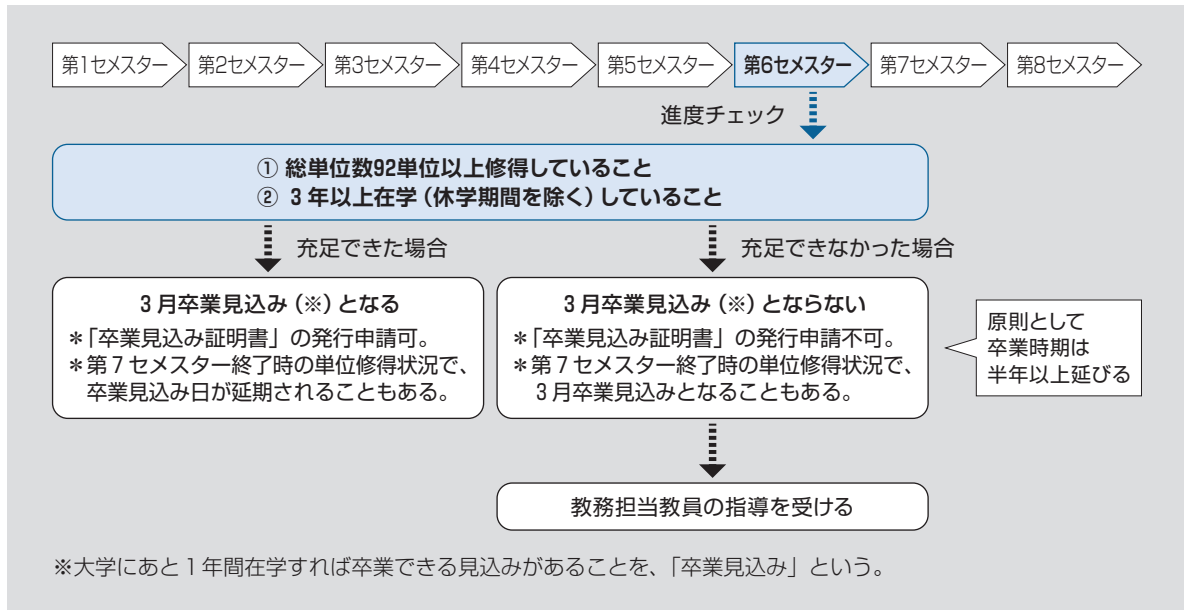 第1セメスター 第2セメスター 第3セメスター 第4セメスター 第5セメスター 第6セメスター 第7セメスター 第8セメスター
進度チェック
① 総単位数92単位以上修得していること
② 3年以上在学（休学期間を除く）していること
充足できた場合
充足できなかった場合
3月卒業見込み（※）となる
＊「卒業見込み証明書」の発行申請可。
＊第7セメスター終了時の単位修得状況で、
卒業見込み日が延期されることもある。
3月卒業見込み（※）とならない
＊「卒業見込み証明書」の発行申請不可。
＊第7セメスター終了時の単位修得状況で、
3月卒業見込みとなることもある。
原則として
卒業時期は
半年以上延びる
教務担当教員の指導を受ける
※大学にあと1年間在学すれば卒業できる見込みがあることを、「卒業見込み」という。